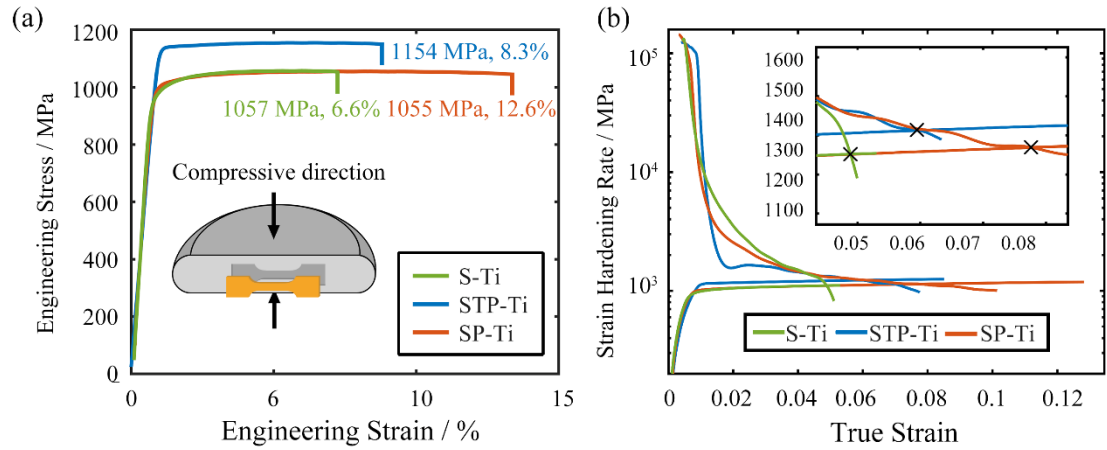 (a)
1200
1000
800
600
400
200
0
Engineering Stress / MPa
1154 MPa, 8.3%
1057 MPa, 6.6%
1055 MPa, 12.6%
Compressive direction
S-Ti
STP-Ti
SP-Ti
0 6 10 15
Engineering Strain / %
(b)
10⁵
10⁴
10³
Strain Hardening Rate / MPa
1600
1500
1400
1300
1200
1600
1100
0.05 0.06 0.07 0.08
S-Ti STP-Ti SP-Ti
0 0.02 0.04 0.06 0.08 0.1 0.12
True Strain